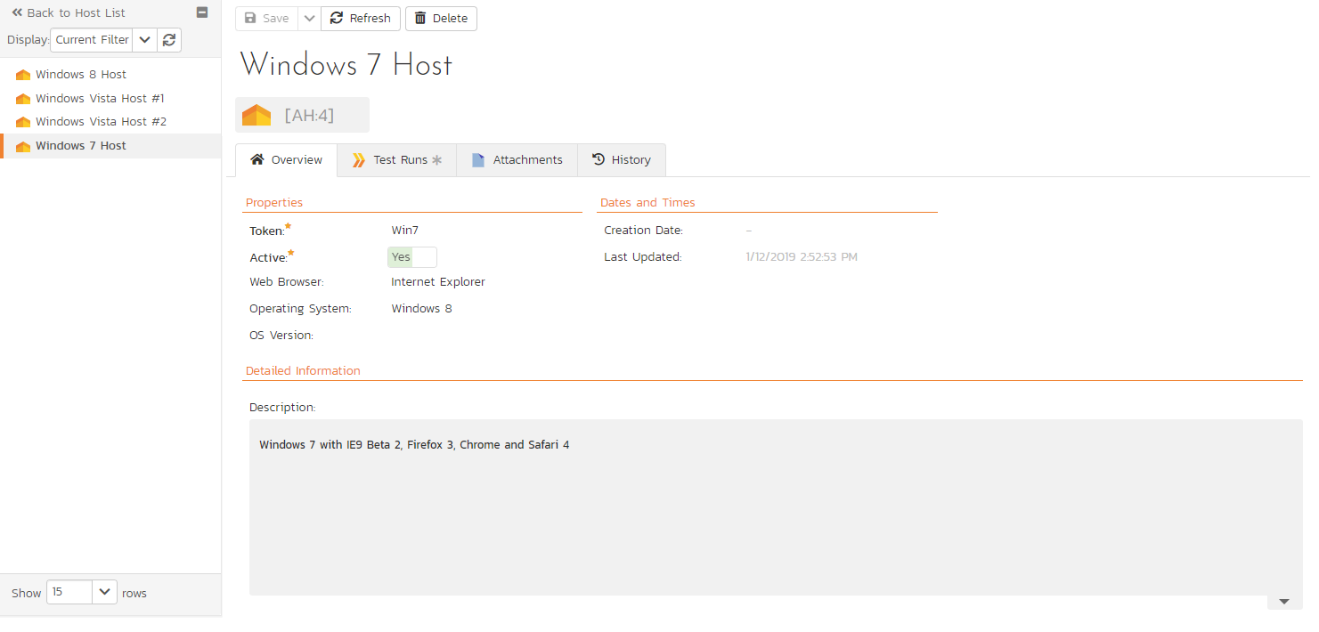 Back to Host List
Display: Current Filter
Windows 8 Host
Windows Vista Host #1
Windows Vista Host #2
Windows 7 Host
Show 15 rows
Save Refresh Delete
Windows 7 Host
[AH:4]
Overview Test Runs Attachments History
Properties
Token:* Win7
Active:* Yes
Web Browser: Internet Explorer
Operating System: Windows 8
OS Version:
Dates and Times
Creation Date: -
Last Updated: 1/12/2019 2:52:53 PM
Detailed Information
Description:
Windows 7 with IE9 Beta 2, Firefox 3, Chrome and Safari 4